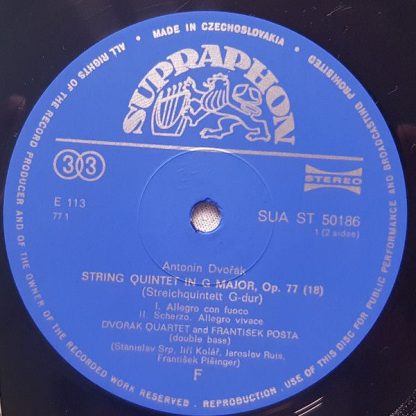 MADE IN CZECHOSLOVAKIA
ALL RIGHTS OF THE RECORD PRODUCER AND OF THE OWNER OF THE RECORDED WORK RESERVED . REPRODUCTION . USE OF THIS DISC FOR PUBLIC PERFORMANCE AND BROADCASTING PROHIBITED
SUPRAPHON
33
STEREO
E 113
77 1
SUA ST 50186
1 (2 sides)
Antonin Dvořák
STRING QUINTET IN G MAJOR, Op. 77 (18)
(Streichquintett G-dur)
I. Allegro con fuoco
II. Scherzo. Allegro vivace
DVOŘÁK QUARTET and FRANTIŠEK POŠTA
(double base)
(Stanislav Srp, Jiří Kolář, Jaroslav Ruis,
František Pišinger)
F